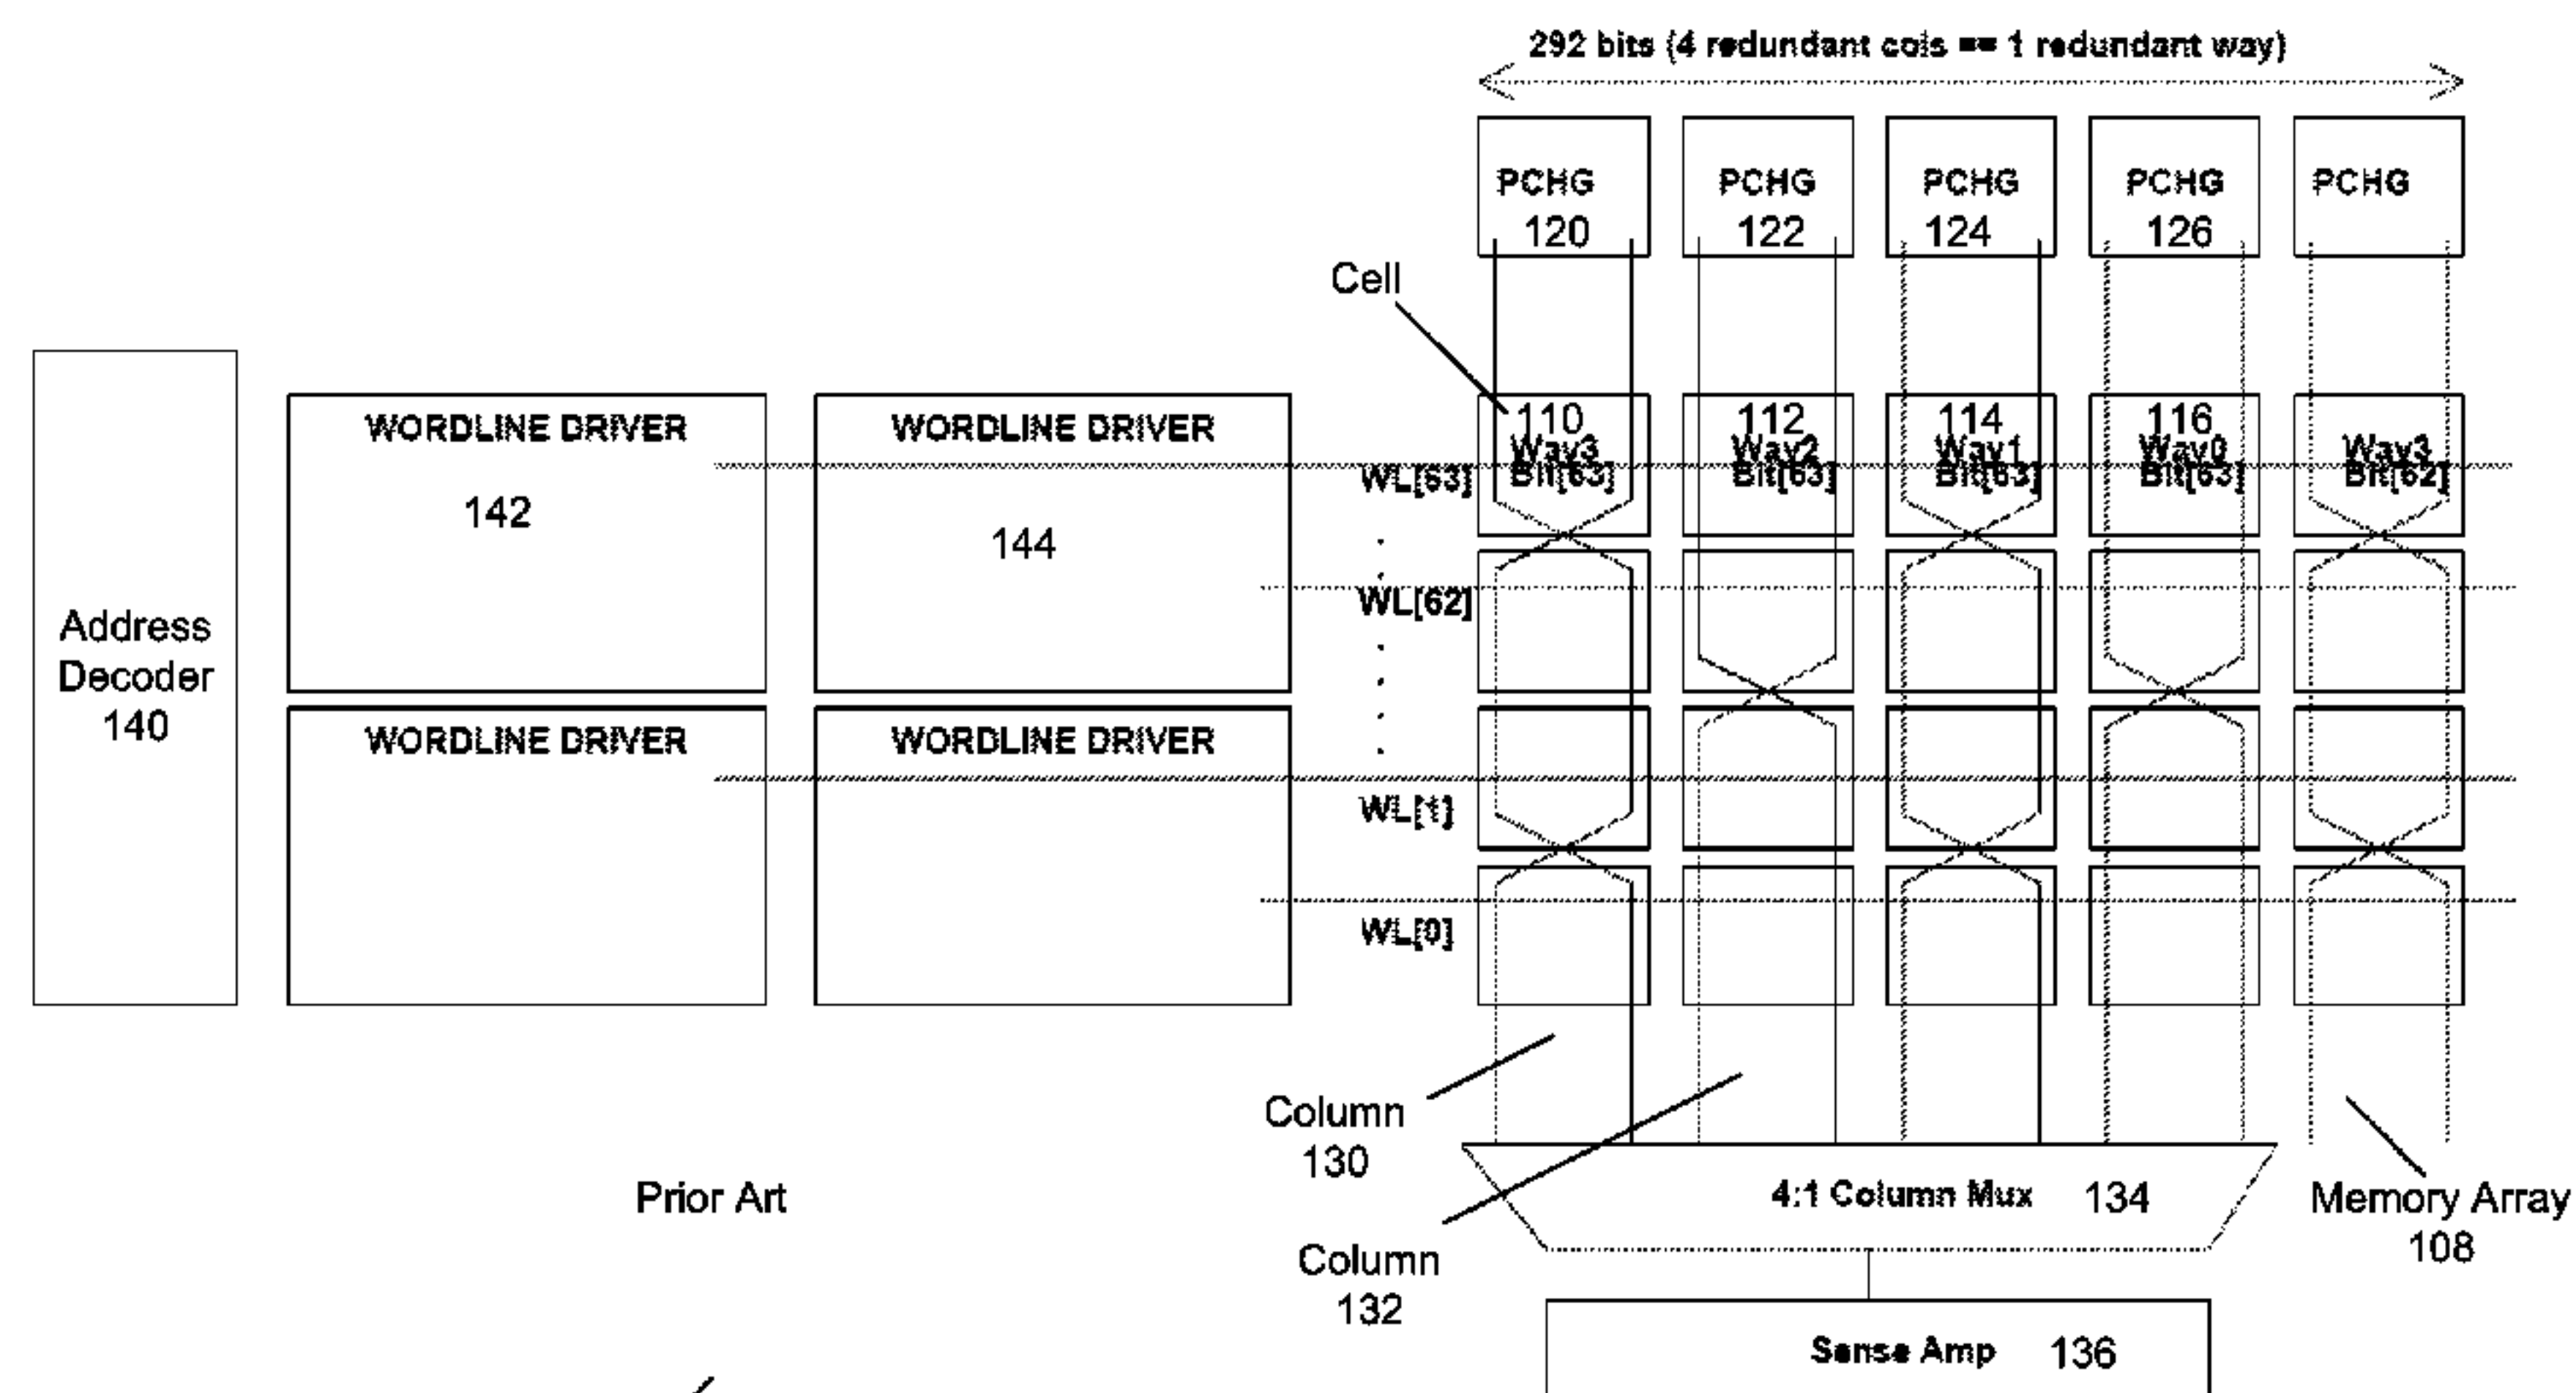 292 bits (4 redundant cols == 1 redundant way)
PCHG PCHG PCHG PCHG PCHG
120 122 124 126
Cell
110 112 114 116
Way3 Way2 Way1 Way0 Way3
Bit[63] Bit[63] Bit[63] Bit[63] Bit[62]
WORDLINE DRIVER WORDLINE DRIVER
WL[63]
142
144
WL[62]
Address
Decoder
140
WORDLINE DRIVER WORDLINE DRIVER
WL[1]
WL[0]
Column
130
Prior Art
4:1 Column Mux 134
Memory Array
108
Column
132
Sense Amp 136